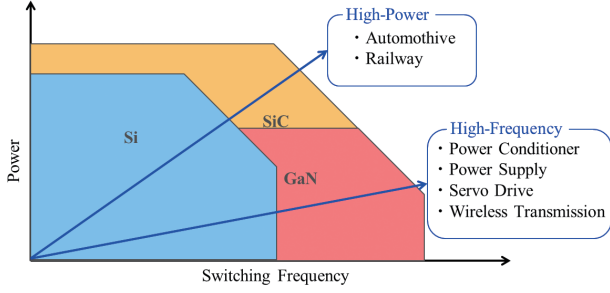 High-Power
・ Automothive
・ Railway
Si
SiC
GaN
High-Frequency
・ Power Conditioner
・ Power Supply
・ Servo Drive
・ Wireless Transmission
Power
Switching Frequency